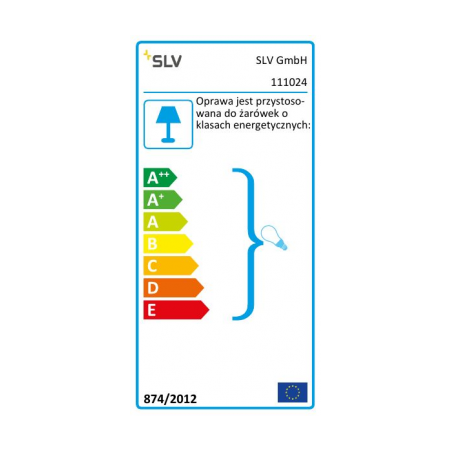 SLV
SLV GmbH
111024
Oprawa jest przystoso-
wana do żarówek o
klasach energetycznych:
A++
A+
A
B
C
D
E
874/2012